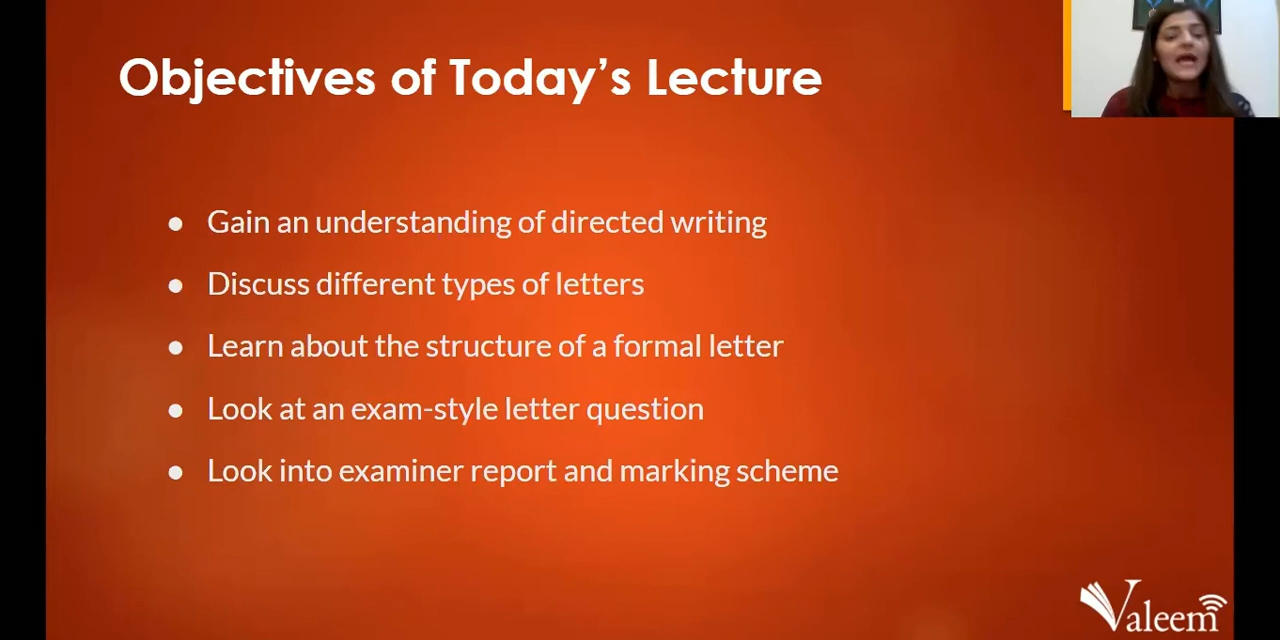 Objectives of Today's Lecture
● Gain an understanding of directed writing
● Discuss different types of letters
● Learn about the structure of a formal letter
● Look at an exam-style letter question
● Look into examiner report and marking scheme
Valeem